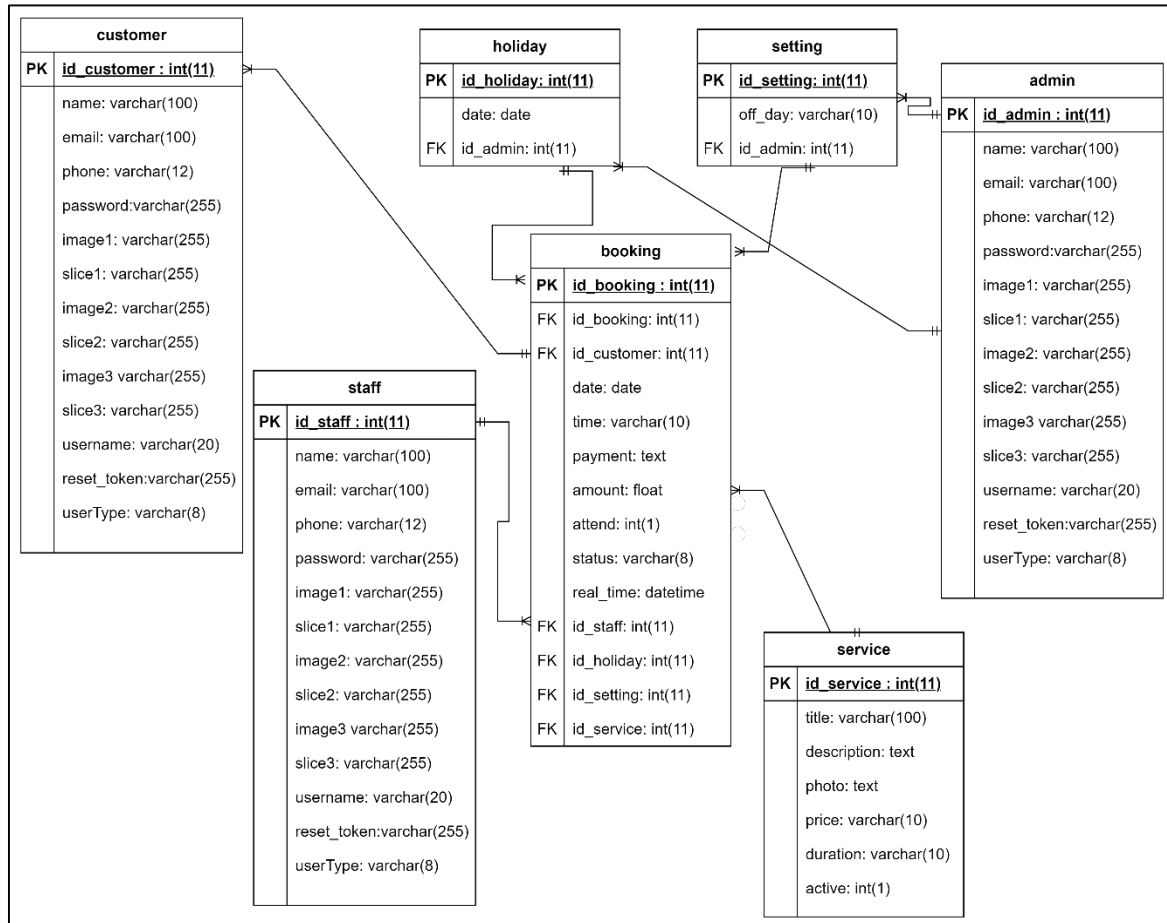 customer
PK id_customer : int(11)
name: varchar(100)
email: varchar(100)
phone: varchar(12)
password:varchar(255)
image1: varchar(255)
slice1: varchar(255)
image2: varchar(255)
slice2: varchar(255)
image3 varchar(255)
slice3: varchar(255)
username: varchar(20)
reset_token:varchar(255)
userType: varchar(8)
holiday
PK id_holiday: int(11)
date: date
FK id_admin: int(11)
setting
PK id_setting: int(11)
off_day: varchar(10)
FK id_admin: int(11)
admin
PK id_admin : int(11)
name: varchar(100)
email: varchar(100)
phone: varchar(12)
password:varchar(255)
image1: varchar(255)
slice1: varchar(255)
image2: varchar(255)
slice2: varchar(255)
image3 varchar(255)
slice3: varchar(255)
username: varchar(20)
reset_token:varchar(255)
userType: varchar(8)
booking
PK id_booking : int(11)
FK id_booking: int(11)
FK id_customer: int(11)
date: date
time: varchar(10)
payment: text
amount: float
attend: int(1)
status: varchar(8)
real_time: datetime
FK id_staff: int(11)
FK id_holiday: int(11)
FK id_setting: int(11)
FK id_service: int(11)
staff
PK id_staff : int(11)
name: varchar(100)
email: varchar(100)
phone: varchar(12)
password: varchar(255)
image1: varchar(255)
slice1: varchar(255)
image2: varchar(255)
slice2: varchar(255)
image3 varchar(255)
slice3: varchar(255)
username: varchar(20)
reset_token:varchar(255)
userType: varchar(8)
service
PK id_service : int(11)
title: varchar(100)
description: text
photo: text
price: varchar(10)
duration: varchar(10)
active: int(1)